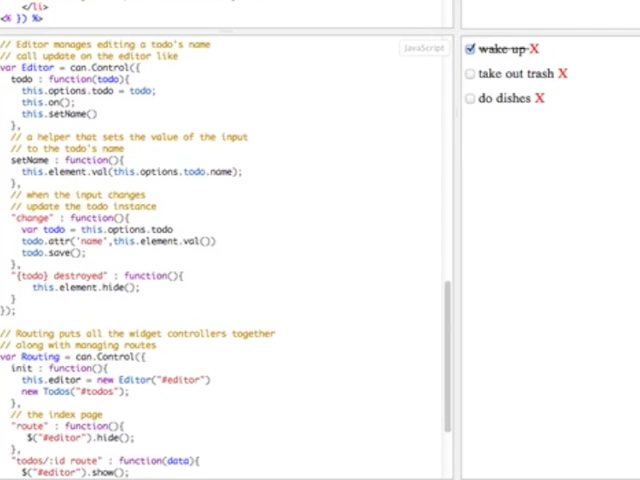 </li>
<% }) %>
// Editor manages editing a todo's name
// call update on the editor like
var Editor = can.Control({
todo : function(todo){
this.options.todo = todo;
this.on();
this.setName()
},
// a helper that sets the value of the input
// to the todo's name
setName : function(){
this.element.val(this.options.todo.name);
},
// when the input changes
// update the todo instance
"change" : function(){
var todo = this.options.todo
todo.attr('name',this.element.val())
todo.save();
},
"{todo} destroyed" : function(){
this.element.hide();
}
});
// Routing puts all the widget controllers together
// along with managing routes
var Routing = can.Control({
init : function(){
this.editor = new Editor("#editor")
new Todos("#todos");
},
// the index page
"route" : function(){
$("#editor").hide();
},
"todos/:id route" : function(data){
$("#editor").show();
JavaScript
wake up X
take out trash X
do dishes X